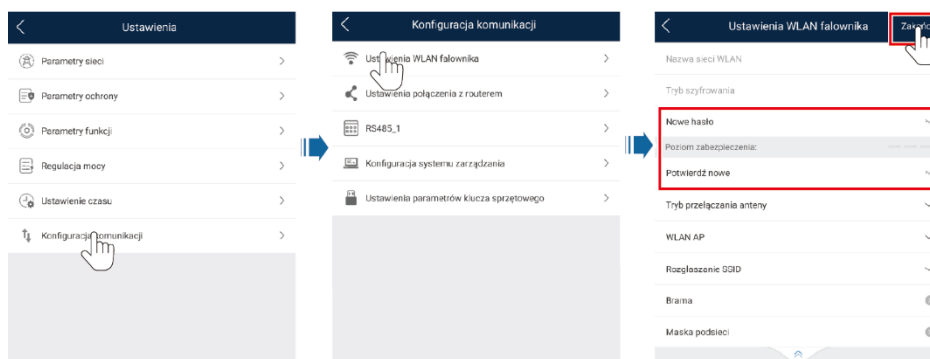 Ustawienia
Parametry sieci
Parametry ochrony
Parametry funkcji
Regulacja mocy
Ustawienie czasu
Konfiguracja komunikacji
Konfiguracja komunikacji
Ustawienia WLAN falownika
Ustawienia połączenia z routerem
RS485_1
Konfiguracja systemu zarządzania
Ustawienia parametrów klucza sprzętowego
Ustawienia WLAN falownika
Nazwa sieci WLAN
Tryb szyfrowania
Nowe hasło
Poziom zabezpieczenia:
Potwierdź nowe
Tryb przełączania anteny
WLAN AP
Rozgłaszanie SSID
Brama
Maska podsieci